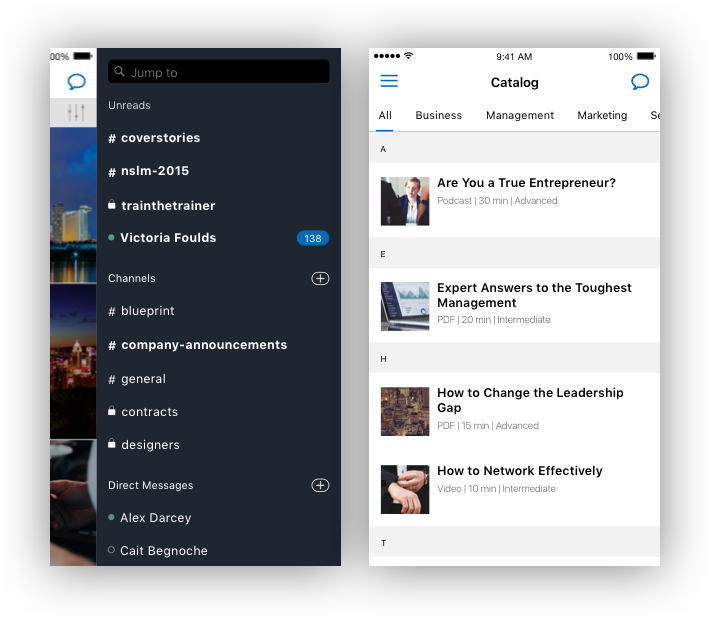 00%
Jump to
Unreads
# coverstories
# nslm-2015
trainthetrainer
Victoria Foulds 138
Channels
# blueprint
# company-announcements
# general
contracts
designers
Direct Messages
Alex Darcey
Cait Begnoche
9:41 AM 100%
Catalog
All Business Management Marketing Se
A
Are You a True Entrepreneur?
Podcast | 30 min | Advanced
E
Expert Answers to the Toughest
Management
PDF | 20 min | Intermediate
H
How to Change the Leadership
Gap
PDF | 15 min | Advanced
How to Network Effectively
Video | 10 min | Intermediate
T